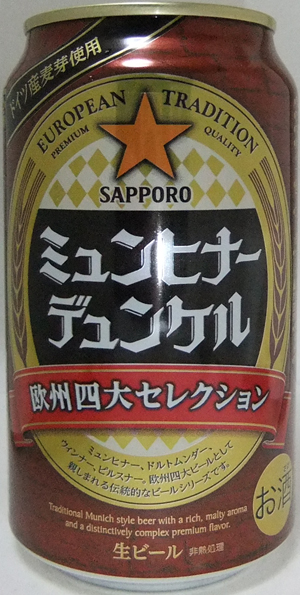 ドイツ産麦芽使用
EUROPEAN TRADITION
PREMIUM QUALITY
SAPPORO
ミュンヒナー
デュンケル
欧州四大セレクション
ミュンヒナー、ドルトムンダー、
ウインナー、ピルスナー。欧州四大ビールとして
親しまれる伝統的なビールシリーズです。
お酒
Traditional Munich style beer with a rich, malty aroma
and a distinctively complex premium flavor.
生ビール 非熱処理